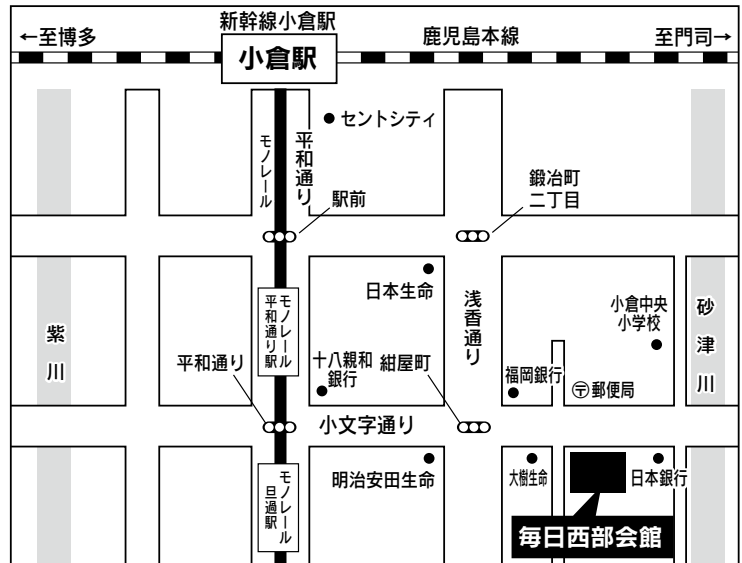 新幹線小倉駅
←至博多
小倉駅
鹿児島本線
至門司→
セントシティ
モノレール
平和通り
駅前
鍛冶町
二丁目
日本生命
浅香通り
小倉中央
小学校
紫川
砂津川
モノレール
平和通り駅
平和通り
十八親和
銀行
紺屋町
福岡銀行
〒郵便局
小文字通り
モノレール
旦過駅
明治安田生命
大樹生命
日本銀行
毎日西部会館